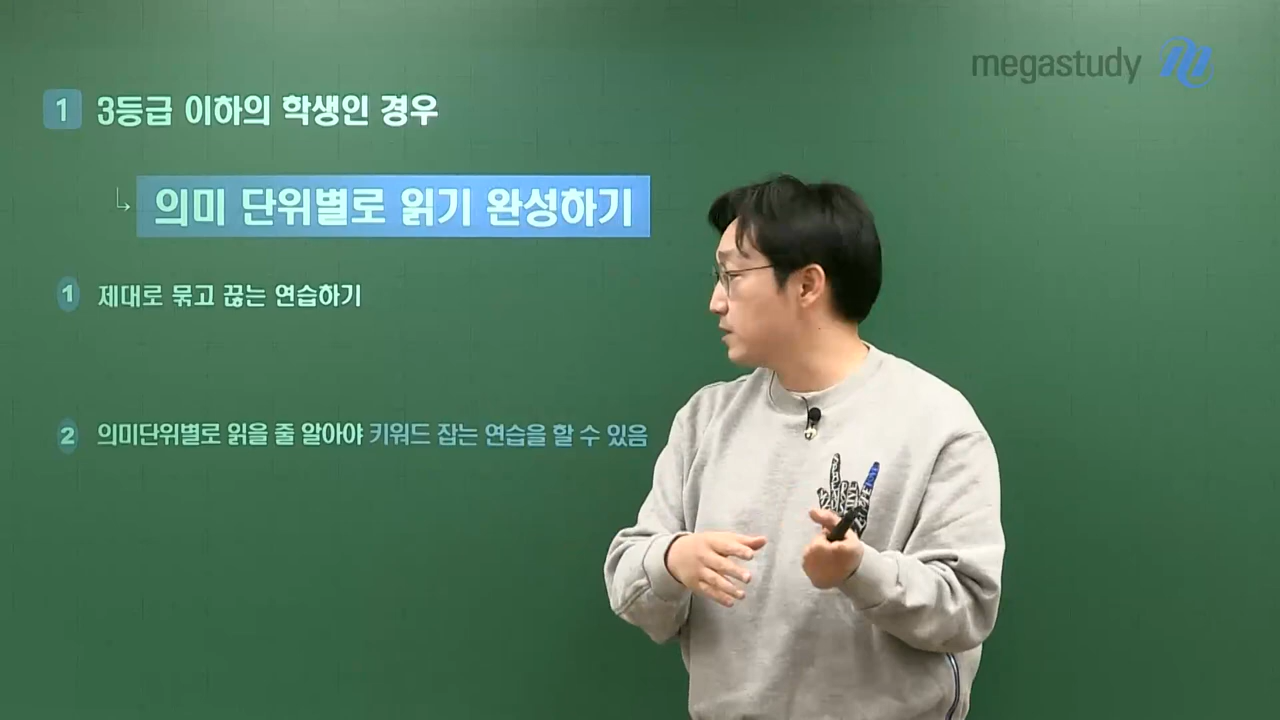 megastudy
1 3등급 이하의 학생인 경우
의미 단위별로 읽기 완성하기
1 제대로 묶고 끊는 연습하기
2 의미단위별로 읽을 줄 알아야 키워드 잡는 연습을 할 수 있음